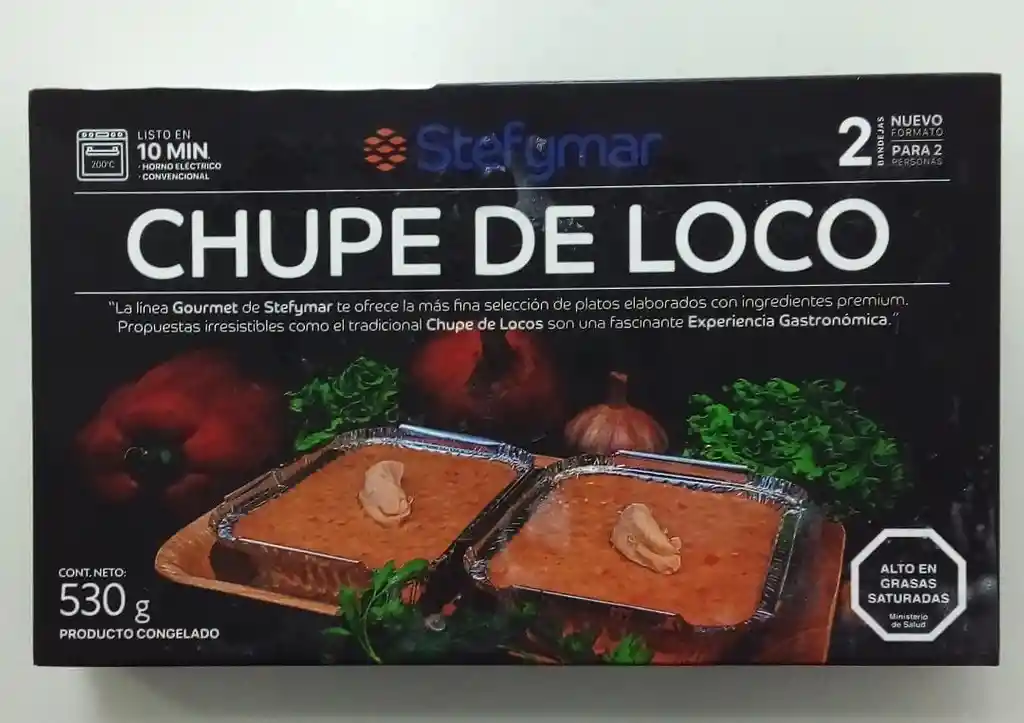 LISTO EN
10 MIN.
· HORNO ELÉCTRICO
· CONVENCIONAL
200°C
Stefymar
2 BANDEJAS
NUEVO
FORMATO
PARA 2
PERSONAS
CHUPE DE LOCO
"La línea Gourmet de Stefymar te ofrece la más fina selección de platos elaborados con ingredientes premium.
Propuestas irresistibles como el tradicional Chupe de Locos son una fascinante Experiencia Gastronómica."
CONT. NETO:
530 g
PRODUCTO CONGELADO
ALTO EN
GRASAS
SATURADAS
Ministerio
de Salud